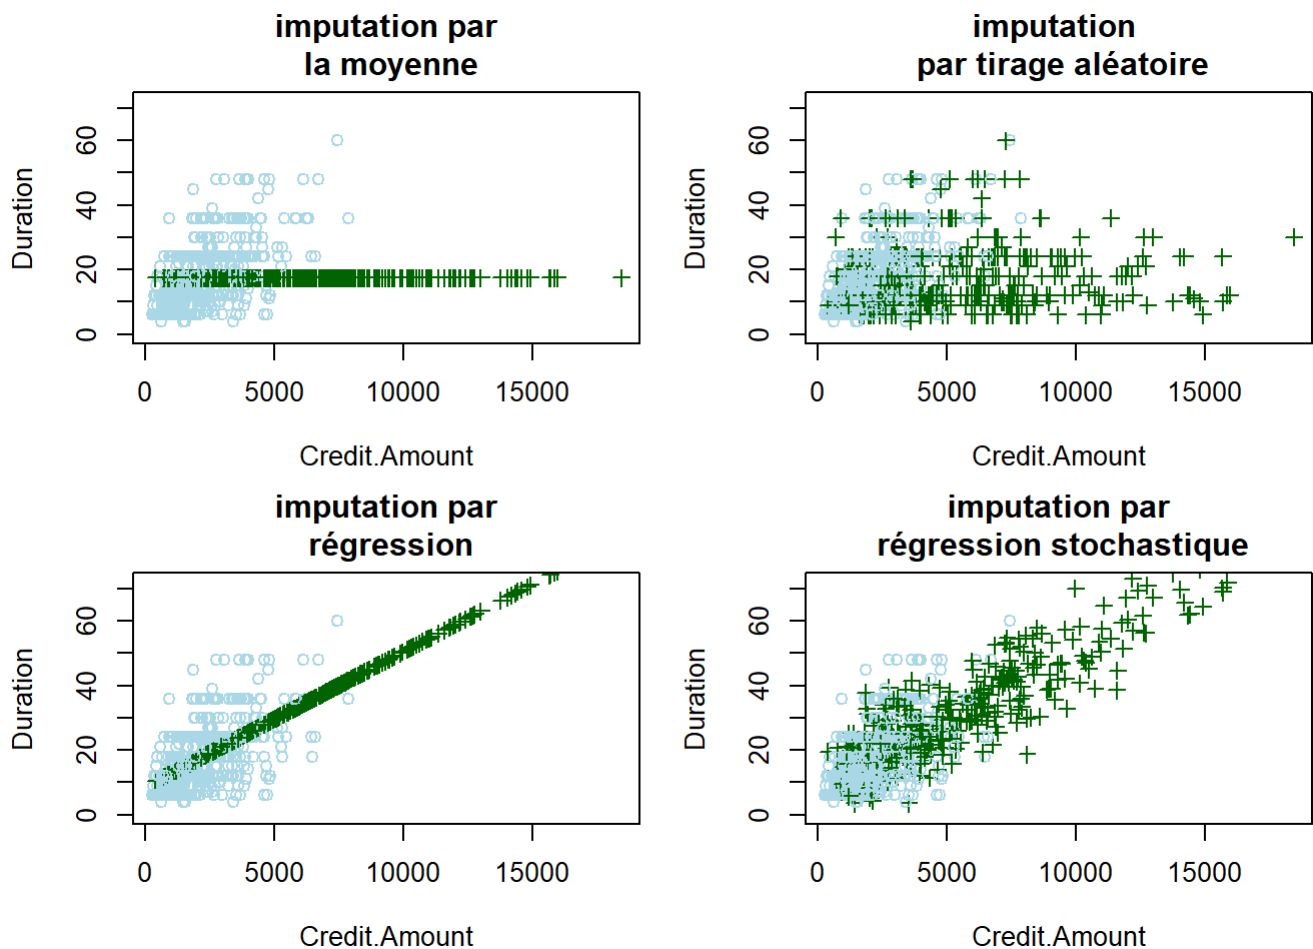 imputation par
la moyenne
Duration
0
20
40
60
0
5000
10000
15000
Credit.Amount
imputation
par tirage aléatoire
Duration
0
20
40
60
0
5000
10000
15000
Credit.Amount
imputation par
régression
Duration
0
20
40
60
0
5000
10000
15000
Credit.Amount
imputation par
régression stochastique
Duration
0
20
40
60
0
5000
10000
15000
Credit.Amount